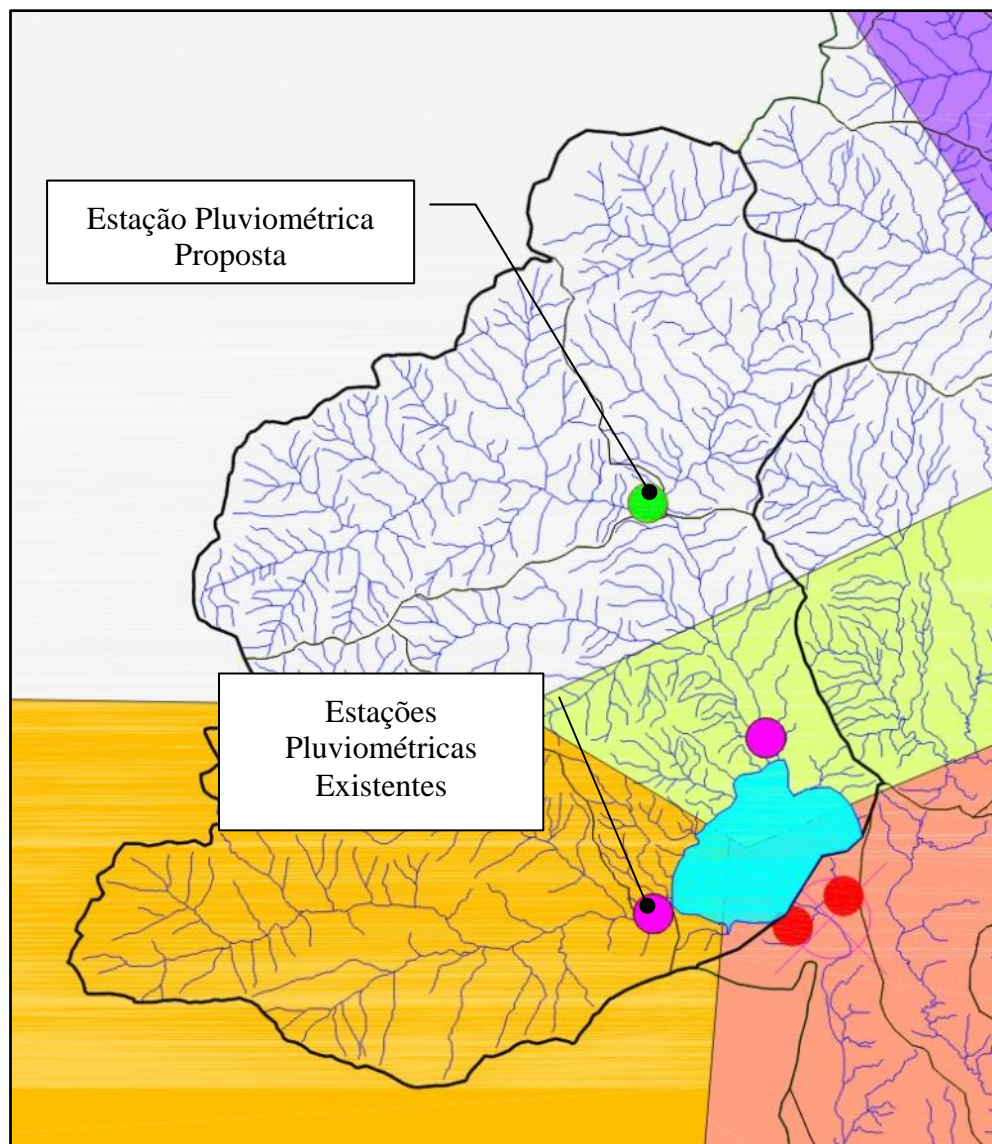 Estação Pluviométrica
Proposta
Estações
Pluviométricas
Existentes